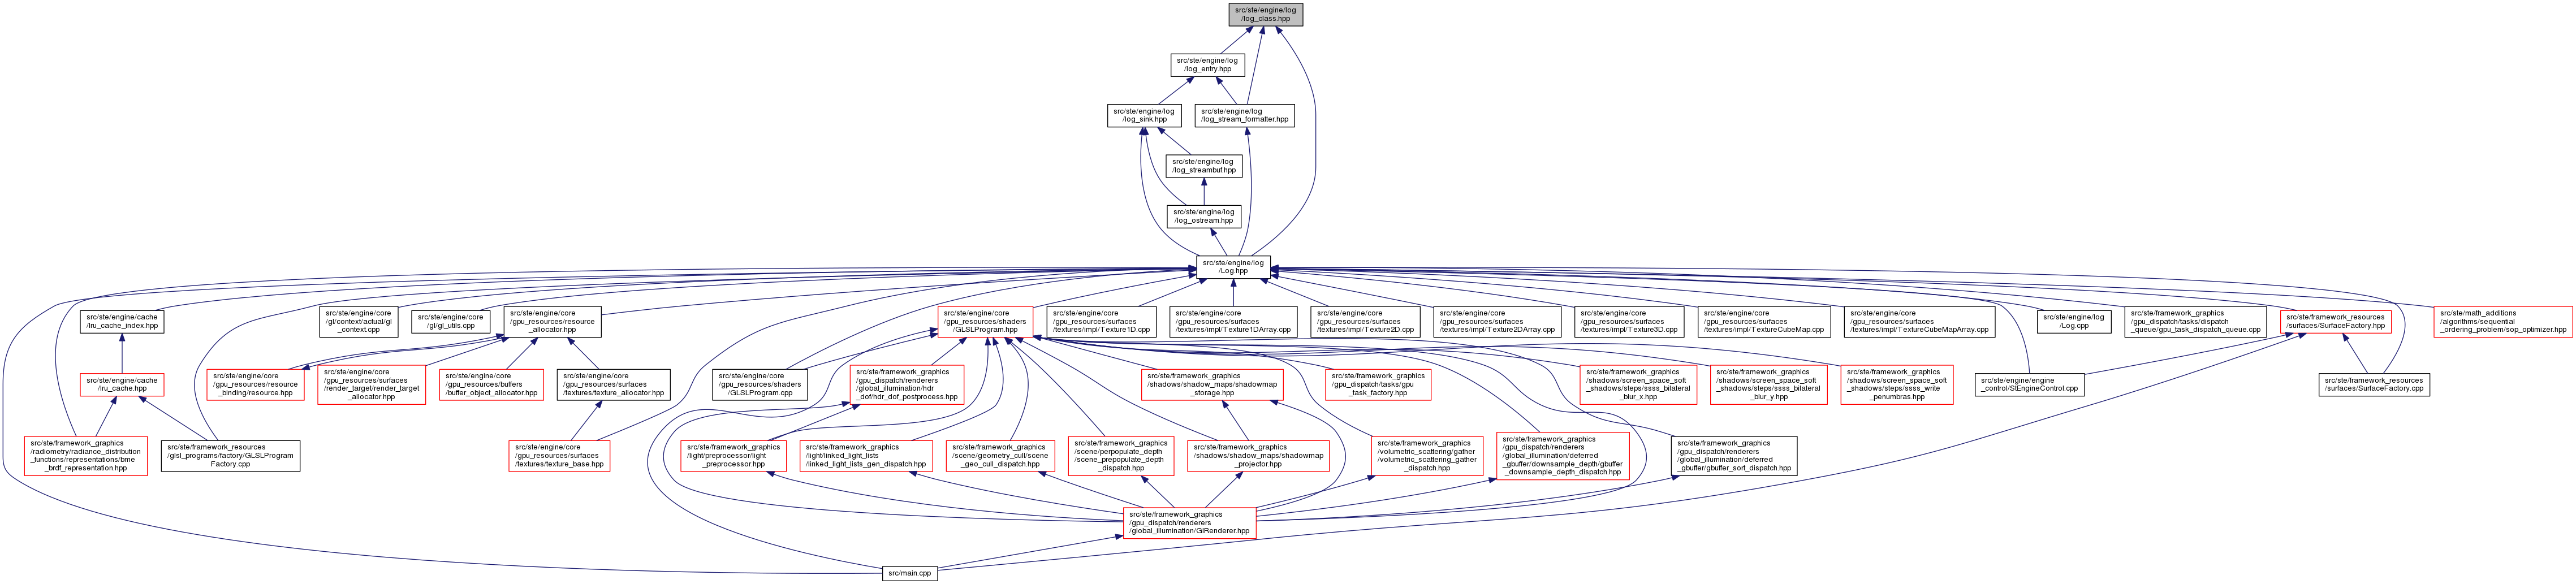 src/ste/engine/log
/log_class.hpp
src/ste/engine/log
/log_entry.hpp
src/ste/engine/log
/log_sink.hpp
src/ste/engine/log
/log_stream_formatter.hpp
src/ste/engine/log
/log_streambuf.hpp
src/ste/engine/log
/log_ostream.hpp
src/ste/engine/log
/Log.hpp
src/ste/engine/cache
/lru_cache_index.hpp
src/ste/engine/core
/gl/context/actual/gl
_context.cpp
src/ste/engine/core
/gl/gl_utils.cpp
src/ste/engine/core
/gpu_resources/resource
_allocator.hpp
src/ste/engine/core
/gpu_resources/shaders
/GLSLProgram.hpp
src/ste/engine/core
/gpu_resources/surfaces
/textures/impl/Texture1D.cpp
src/ste/engine/core
/gpu_resources/surfaces
/textures/impl/Texture1DArray.cpp
src/ste/engine/core
/gpu_resources/surfaces
/textures/impl/Texture2D.cpp
src/ste/engine/core
/gpu_resources/surfaces
/textures/impl/Texture2DArray.cpp
src/ste/engine/core
/gpu_resources/surfaces
/textures/impl/Texture3D.cpp
src/ste/engine/core
/gpu_resources/surfaces
/textures/impl/TextureCubeMap.cpp
src/ste/engine/core
/gpu_resources/surfaces
/textures/impl/TextureCubeMapArray.cpp
src/ste/engine/log
/Log.cpp
src/ste/framework_graphics
/gpu_dispatch/tasks/dispatch
_queue/gpu_task_dispatch_queue.cpp
src/ste/framework_resources
/surfaces/SurfaceFactory.hpp
src/ste/math_additions
/algorithms/sequential
_ordering_problem/sop_optimizer.hpp
src/ste/engine/cache
/lru_cache.hpp
src/ste/engine/core
/gpu_resources/resource
_binding/resource.hpp
src/ste/engine/core
/gpu_resources/surfaces
/render_target/render_target
_allocator.hpp
src/ste/engine/core
/gpu_resources/buffers
/buffer_object_allocator.hpp
src/ste/engine/core
/gpu_resources/surfaces
/textures/texture_allocator.hpp
src/ste/engine/core
/gpu_resources/shaders
/GLSLProgram.cpp
src/ste/framework_graphics
/gpu_dispatch/renderers
/global_illumination/hdr
_dof/hdr_dof_postprocess.hpp
src/ste/framework_graphics
/shadows/shadow_maps/shadowmap
_storage.hpp
src/ste/framework_graphics
/gpu_dispatch/tasks/gpu
_task_factory.hpp
src/ste/framework_graphics
/shadows/screen_space_soft
_shadows/steps/ssss_bilateral
_blur_x.hpp
src/ste/framework_graphics
/shadows/screen_space_soft
_shadows/steps/ssss_bilateral
_blur_y.hpp
src/ste/framework_graphics
/shadows/screen_space_soft
_shadows/steps/ssss_write
_penumbras.hpp
src/ste/engine/engine
_control/StEngineControl.cpp
src/ste/framework_resources
/surfaces/SurfaceFactory.cpp
src/ste/framework_graphics
/radiometry/radiance_distribution
_functions/representations/bme
_brdf_representation.hpp
src/ste/framework_resources
/glsl_programs/factory/GLSLProgram
Factory.cpp
src/ste/engine/core
/gpu_resources/surfaces
/textures/texture_base.hpp
src/ste/framework_graphics
/light/preprocessor/light
_preprocessor.hpp
src/ste/framework_graphics
/light/linked_light_lists
/linked_light_lists_gen_dispatch.hpp
src/ste/framework_graphics
/scene/geometry_cull/scene
_geo_cull_dispatch.hpp
src/ste/framework_graphics
/scene/perpopulate_depth
/scene_prepopulate_depth
_dispatch.hpp
src/ste/framework_graphics
/shadows/shadow_maps/shadowmap
_projector.hpp
src/ste/framework_graphics
/volumetric_scattering/gather
/volumetric_scattering_gather
_dispatch.hpp
src/ste/framework_graphics
/gpu_dispatch/renderers
/global_illumination/deferred
_gbuffer/downsample_depth/gbuffer
_downsample_depth_dispatch.hpp
src/ste/framework_graphics
/gpu_dispatch/renderers
/global_illumination/deferred
_gbuffer/gbuffer_sort_dispatch.hpp
src/ste/framework_graphics
/gpu_dispatch/renderers
/global_illumination/GIRenderer.hpp
src/main.cpp